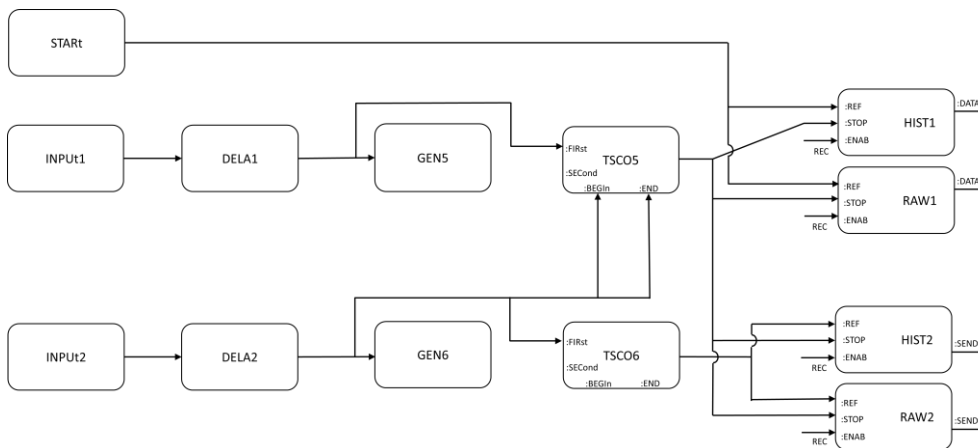 STARt
:REF
:STOP
:ENAB
REC
HIST1
:DATA
INPUt1
DELA1
GEN5
:FIRst
:SECond
TSCO5
:BEGIn :END
:REF
:STOP
:ENAB
REC
RAW1
:DATA
INPUt2
DELA2
GEN6
:FIRst
:SECond
TSCO6
:BEGIn :END
:REF
:STOP
:ENAB
REC
HIST2
:SEND
:REF
:STOP
:ENAB
REC
RAW2
:SEND